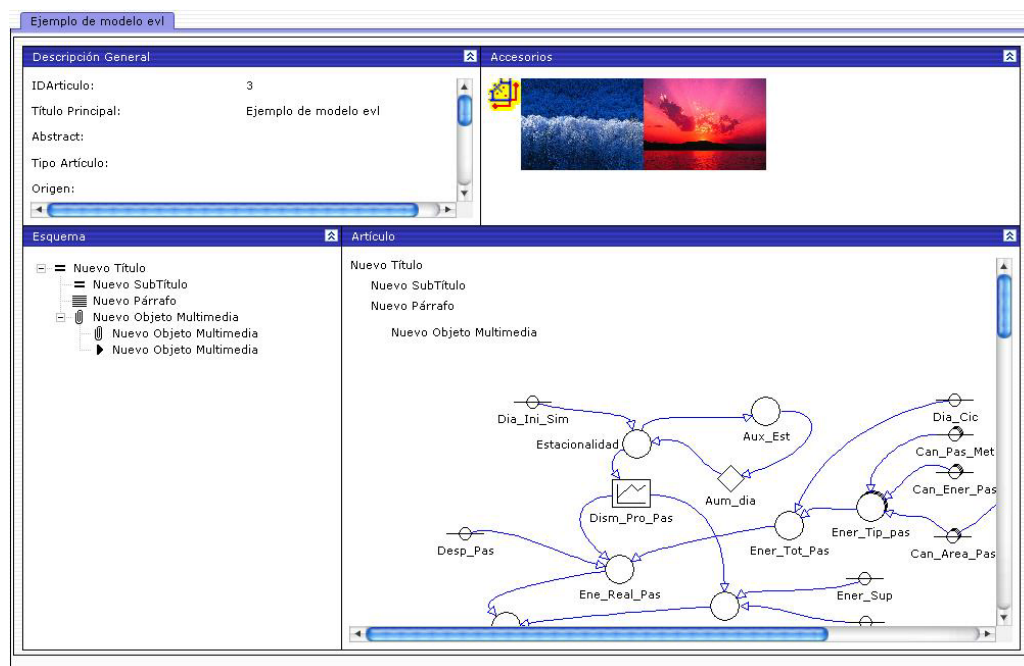 Ejemplo de modelo evl
Descripción General
Accesorios
IDArticulo: 3
Título Principal: Ejemplo de modelo evl
Abstract:
Tipo Artículo:
Origen:
Esquema
Nuevo Título
Nuevo SubTítulo
Nuevo Párrafo
Nuevo Objeto Multimedia
Nuevo Objeto Multimedia
Nuevo Objeto Multimedia
Artículo
Nuevo Título
Nuevo SubTítulo
Nuevo Párrafo
Nuevo Objeto Multimedia
Dia_Ini_Sim
Dia_Cic
Aux_Est
Estacionalidad
Can_Pas_Met
Can_Ener_Pas
Aum_dia
Dism_Pro_Pas
Ener_Tip_pas
Desp_Pas
Ener_Tot_Pas
Can_Area_Pas
Ene_Real_Pas
Ener_Sup